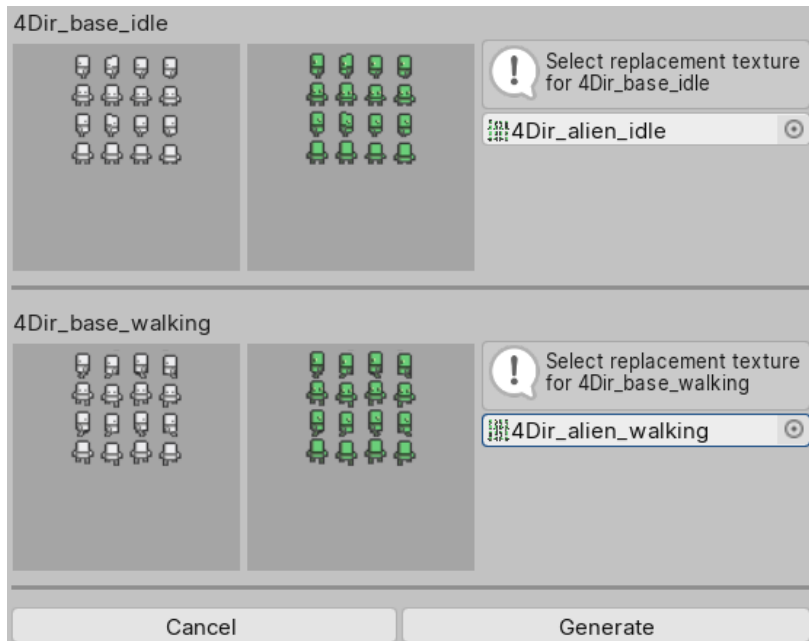 4Dir_base_idle
Select replacement texture
for 4Dir_base_idle
4Dir_alien_idle
4Dir_base_walking
Select replacement texture
for 4Dir_base_walking
4Dir_alien_walking
Cancel
Generate